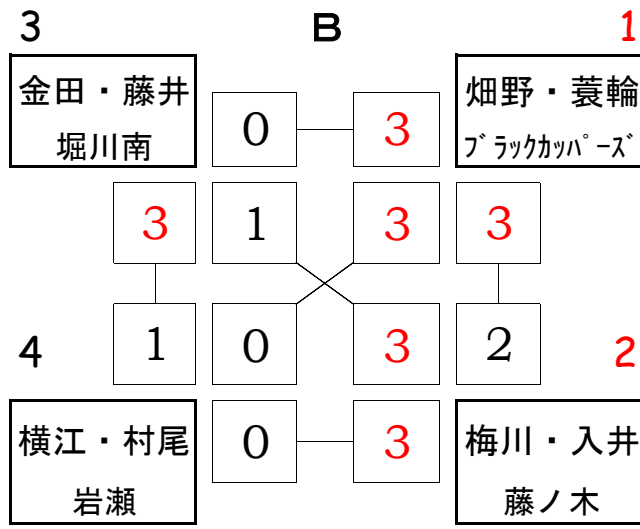 3 B 1
金田・藤井
堀川南
0 3
畑野・蓑輪
ブラックカッパーズ
3 1 3 3
4 1 0 3 2 2
横江・村尾
岩瀬
0 3
梅川・入井
藤ノ木